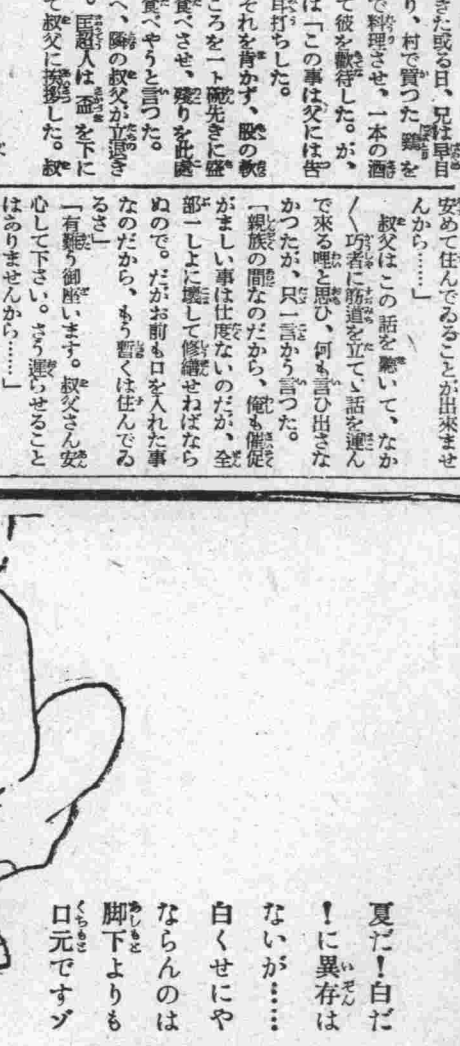 きた或る日、兄は早目
り、村で買つた鷄を
で料理させ、一本の酒
て彼を歡待した。が、
は「この事は父には告
耳打ちした。
それを肯かず、股の軟
ころを一ト碗先きに盛
食べさせ、殘りを此處
食べやうと言つた。
へ、隣の叔父が立退き
。匡超人は盃を下に
て叔父に挨拶した。叔
安めて住んでゐることが出來ませ
んから……」
叔父はこの話を聽いて、なか
〳〵巧者に筋道を立てゝ話を運ん
で來る哩と思ひ、何も言ひ出さな
かつたが、只一言かう言つた。
「親族の間なのだから、俺も催促
がましい事は仕度ないのだが、全
部一しよに壞して修繕せねばなら
ぬので。だがお前も口を入れた事
なのだから、もう暫くは住んでゐ
るさ」
「有難う御座います。叔父さん安
心して下さい。さう遲らせること
はありませんから……」
夏だ！白だ
！に異存は
ないが……
白くせにや
ならんのは
脚下よりも
口元ですゾ